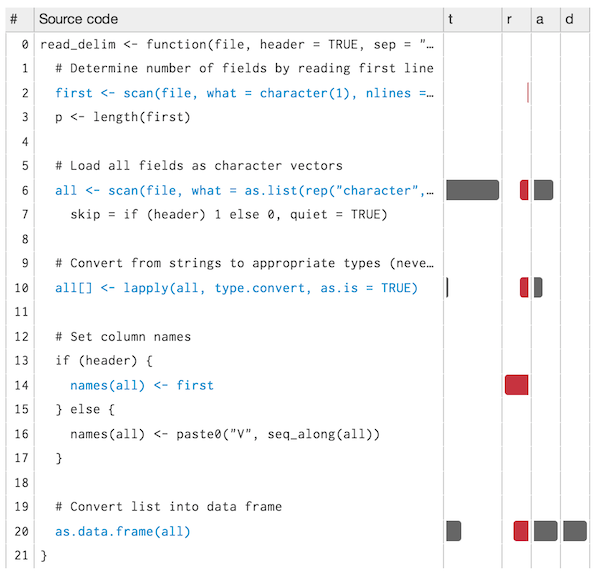 # Source code t r a d
0 read_delim <- function(file, header = TRUE, sep = "…
1 # Determine number of fields by reading first line
2 first <- scan(file, what = character(1), nlines =…
3 p <- length(first)
4
5 # Load all fields as character vectors
6 all <- scan(file, what = as.list(rep("character",…
7 skip = if (header) 1 else 0, quiet = TRUE)
8
9 # Convert from strings to appropriate types (neve…
10 all[] <- lapply(all, type.convert, as.is = TRUE)
11
12 # Set column names
13 if (header) {
14 names(all) <- first
15 } else {
16 names(all) <- paste0("V", seq_along(all))
17 }
18
19 # Convert list into data frame
20 as.data.frame(all)
21 }